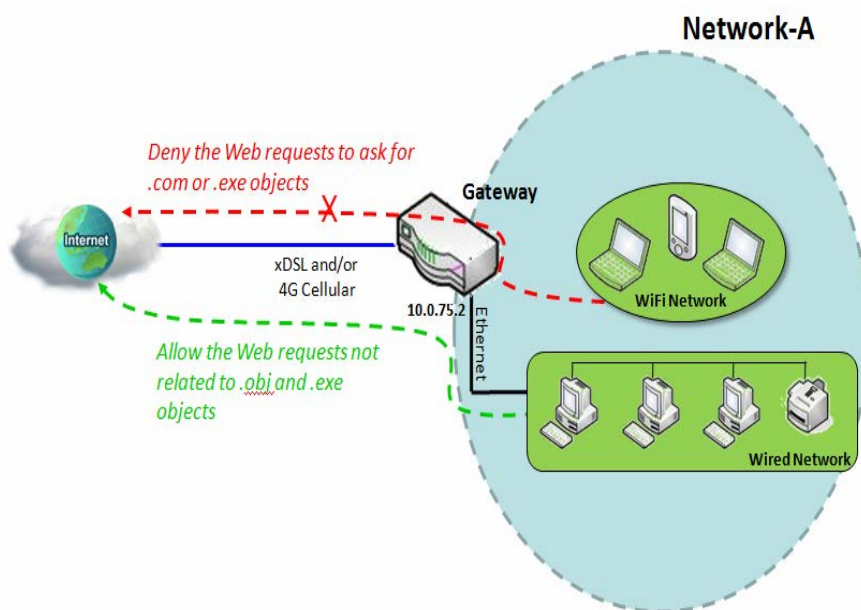 Network-A
Deny the Web requests to ask for
.com or .exe objects
Gateway
Internet
xDSL and/or
4G Cellular
WiFi Network
10.0.75.2
Ethernet
Allow the Web requests not
related to .obj and .exe
objects
Wired Network